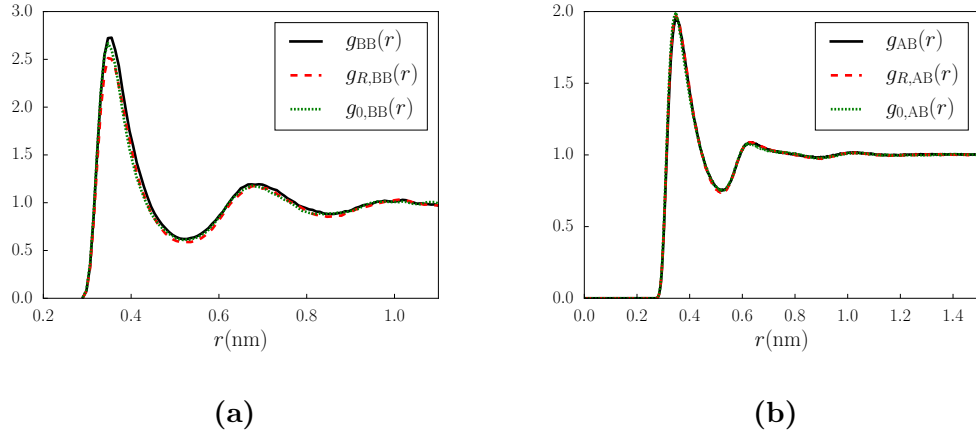 3.0
2.5
2.0
1.5
1.0
0.5
0.0
0.2 0.4 0.6 0.8 1.0
r(nm)
g_BB(r)
g_R,BB(r)
g_0,BB(r)
(a)
2.0
1.5
1.0
0.5
0.0
0.0 0.2 0.4 0.6 0.8 1.0 1.2 1.4
r(nm)
g_AB(r)
g_R,AB(r)
g_0,AB(r)
(b)